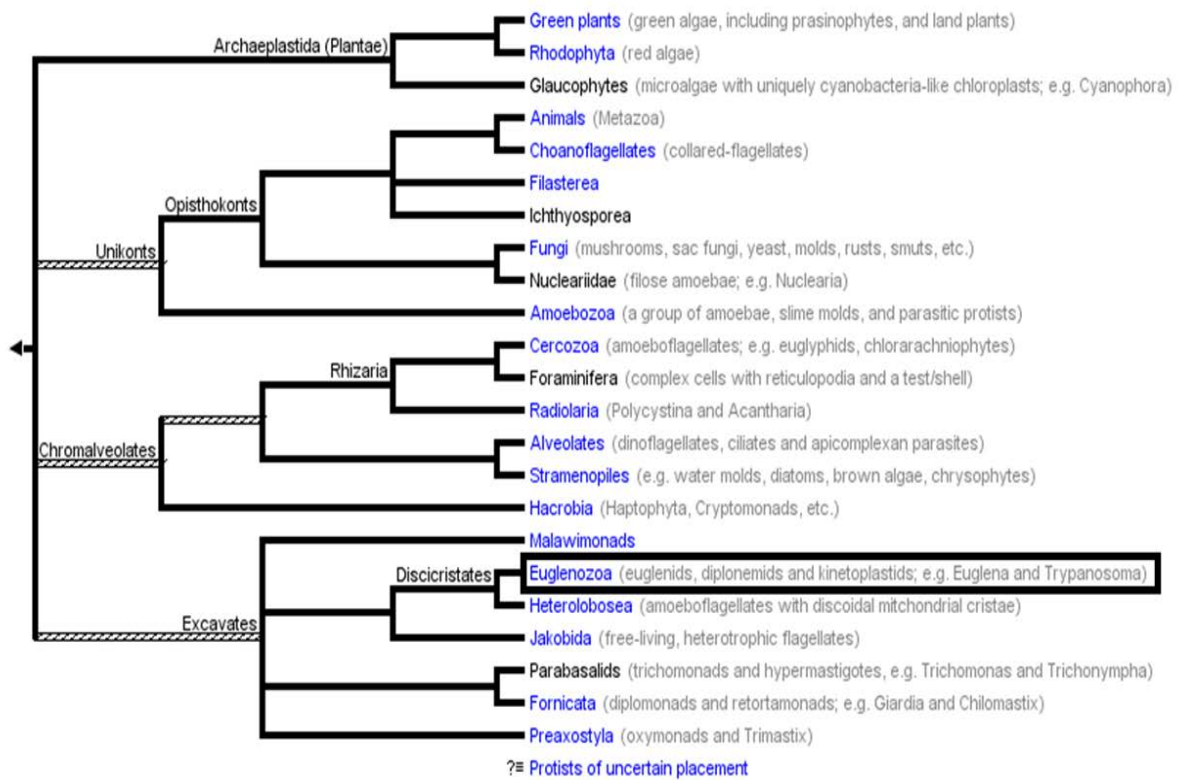 Green plants (green algae, including prasinophytes, and land plants)
Archaeplastida (Plantae)
Rhodophyta (red algae)
Glaucophytes (microalgae with uniquely cyanobacteria-like chloroplasts; e.g. Cyanophora)
Animals (Metazoa)
Choanoflagellates (collared-flagellates)
Filasterea
Opisthokonts
Ichthyosporea
Unikonts
Fungi (mushrooms, sac fungi, yeast, molds, rusts, smuts, etc.)
Nucleariidae (filose amoebae; e.g. Nuclearia)
Amoebozoa (a group of amoebae, slime molds, and parasitic protists)
Cercozoa (amoeboflagellates; e.g. euglyphids, chlorarachniophytes)
Rhizaria
Foraminifera (complex cells with reticulopodia and a test/shell)
Radiolaria (Polycystina and Acantharia)
Chromalveolates
Alveolates (dinoflagellates, ciliates and apicomplexan parasites)
Stramenopiles (e.g. water molds, diatoms, brown algae, chrysophytes)
Hacrobia (Haptophyta, Cryptomonads, etc.)
Malawimonads
Discicristates
Euglenozoa (euglenids, diplonemids and kinetoplastids; e.g. Euglena and Trypanosoma)
Heterolobosea (amoeboflagellates with discoidal mitchondrial cristae)
Excavates
Jakobida (free-living, heterotrophic flagellates)
Parabasalids (trichomonads and hypermastigotes, e.g. Trichomonas and Trichonympha)
Fornicata (diplomonads and retortamonads; e.g. Giardia and Chilomastix)
Preaxostyla (oxymonads and Trimastix)
?≡ Protists of uncertain placement